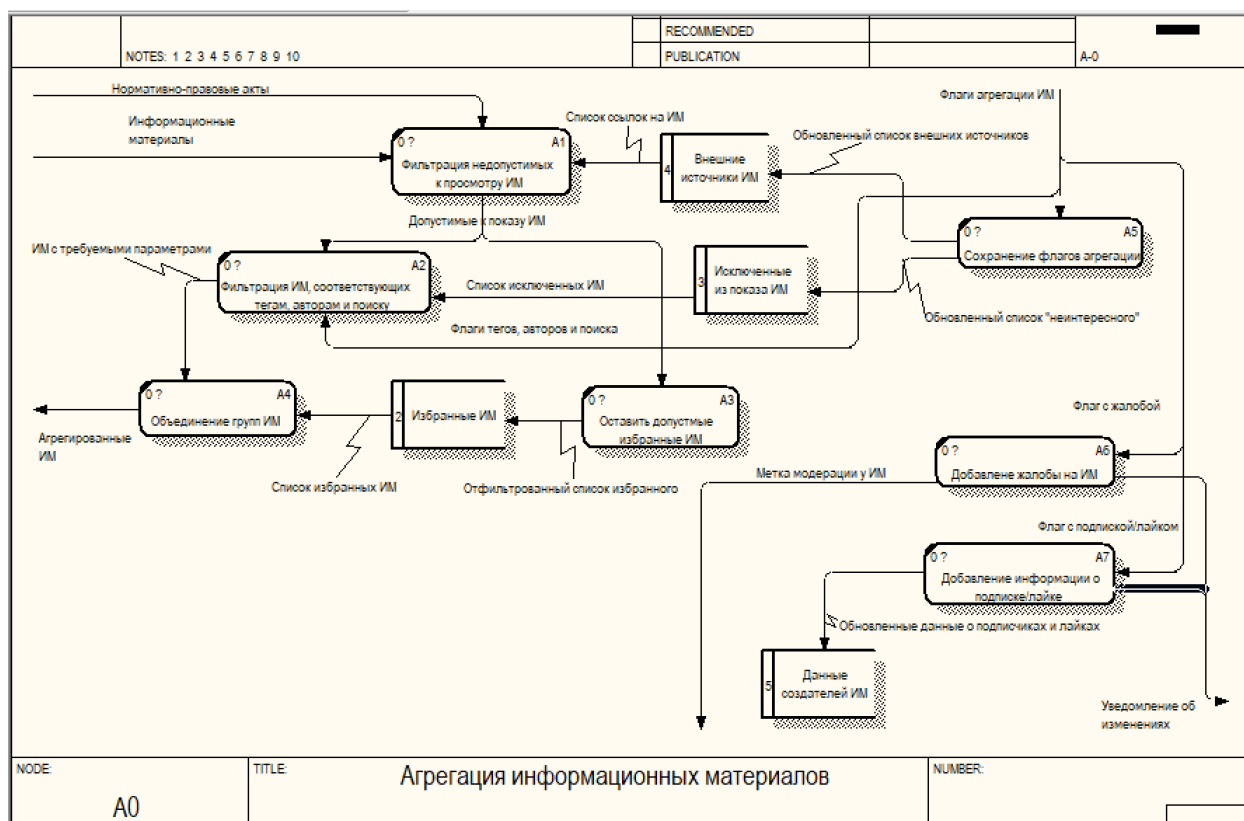 RECOMMENDED
NOTES: 1 2 3 4 5 6 7 8 9 10
PUBLICATION
A-0
Нормативно-правовые акты
Флаги агрегации ИМ
Информационные
материалы
Список ссылок на ИМ
Обновленный список внешних источников
0 ?
A1
Фильтрация недопустимых
к просмотру ИМ
4
Внешние
источники ИМ
Допустимые к показу ИМ
0 ?
A5
Сохранение флагов агрегации
ИМ с требуемыми параметрами
0 ?
A2
Фильтрация ИМ, соответствующих
тегам, авторам и поиску
Список исключенных ИМ
3
Исключенные
из показа ИМ
Обновленный список "неинтересного"
Флаги тегов, авторов и поиска
0 ?
A4
Объединение групп ИМ
2
Избранные ИМ
0 ?
A3
Оставить допустмые
избранные ИМ
Флаг с жалобой
Агрегированные
ИМ
Список избранных ИМ
Отфильтрованный список избранного
Метка модерации у ИМ
0 ?
A6
Добавлене жалобы на ИМ
Флаг с подпиской/лайком
0 ?
A7
Добавление информации о
подписке/лайке
Обновленные данные о подписчиках и лайках
5
Данные
создателей ИМ
Уведомление об
изменениях
NODE:
TITLE:
Агрегация информационных материалов
NUMBER:
A0